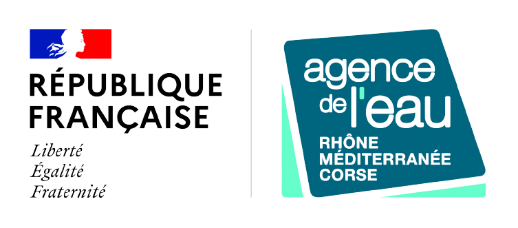 RÉPUBLIQUE
FRANÇAISE
Liberté
Égalité
Fraternité
agence
de l'eau
RHÔNE
MÉDITERRANÉE
CORSE